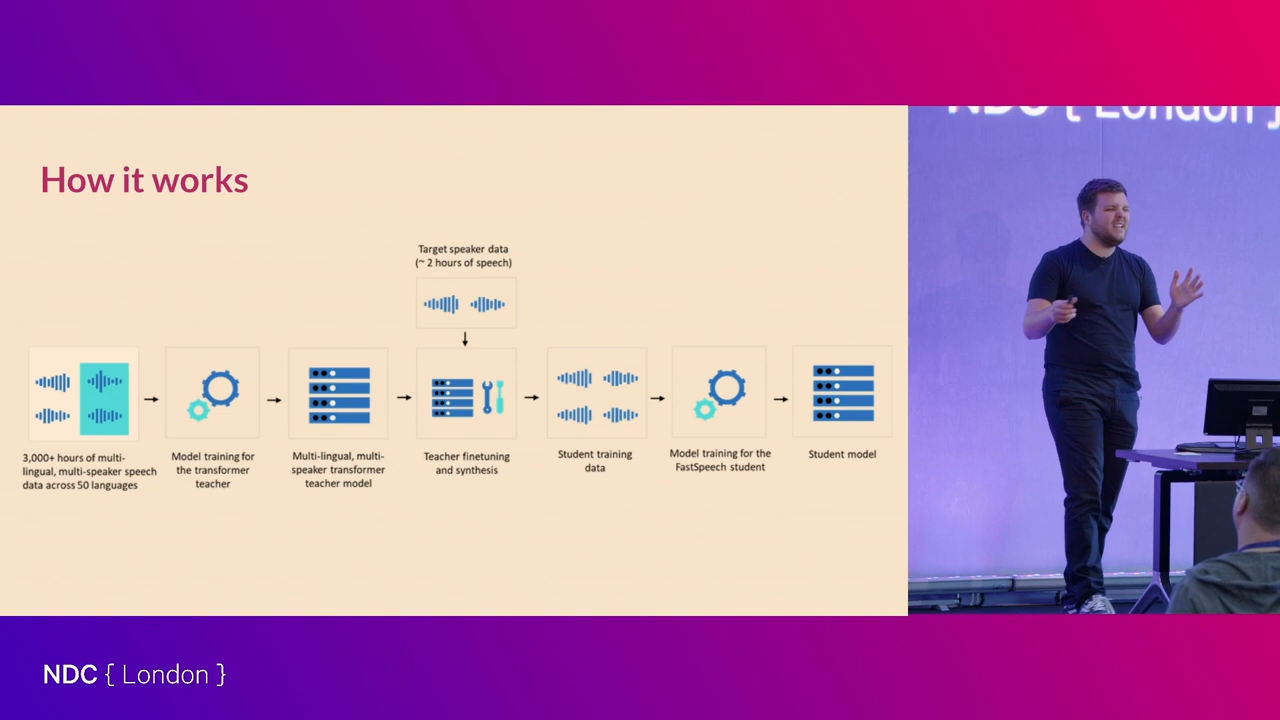 NDC { London }
How it works
Target speaker data
(~ 2 hours of speech)
3,000+ hours of multi-
lingual, multi-speaker speech
data across 50 languages
Model training for
the transformer
teacher
Multi-lingual, multi-
speaker transformer
teacher model
Teacher finetuning
and synthesis
Student training
data
Model training for the
FastSpeech student
Student model
NDC { London }